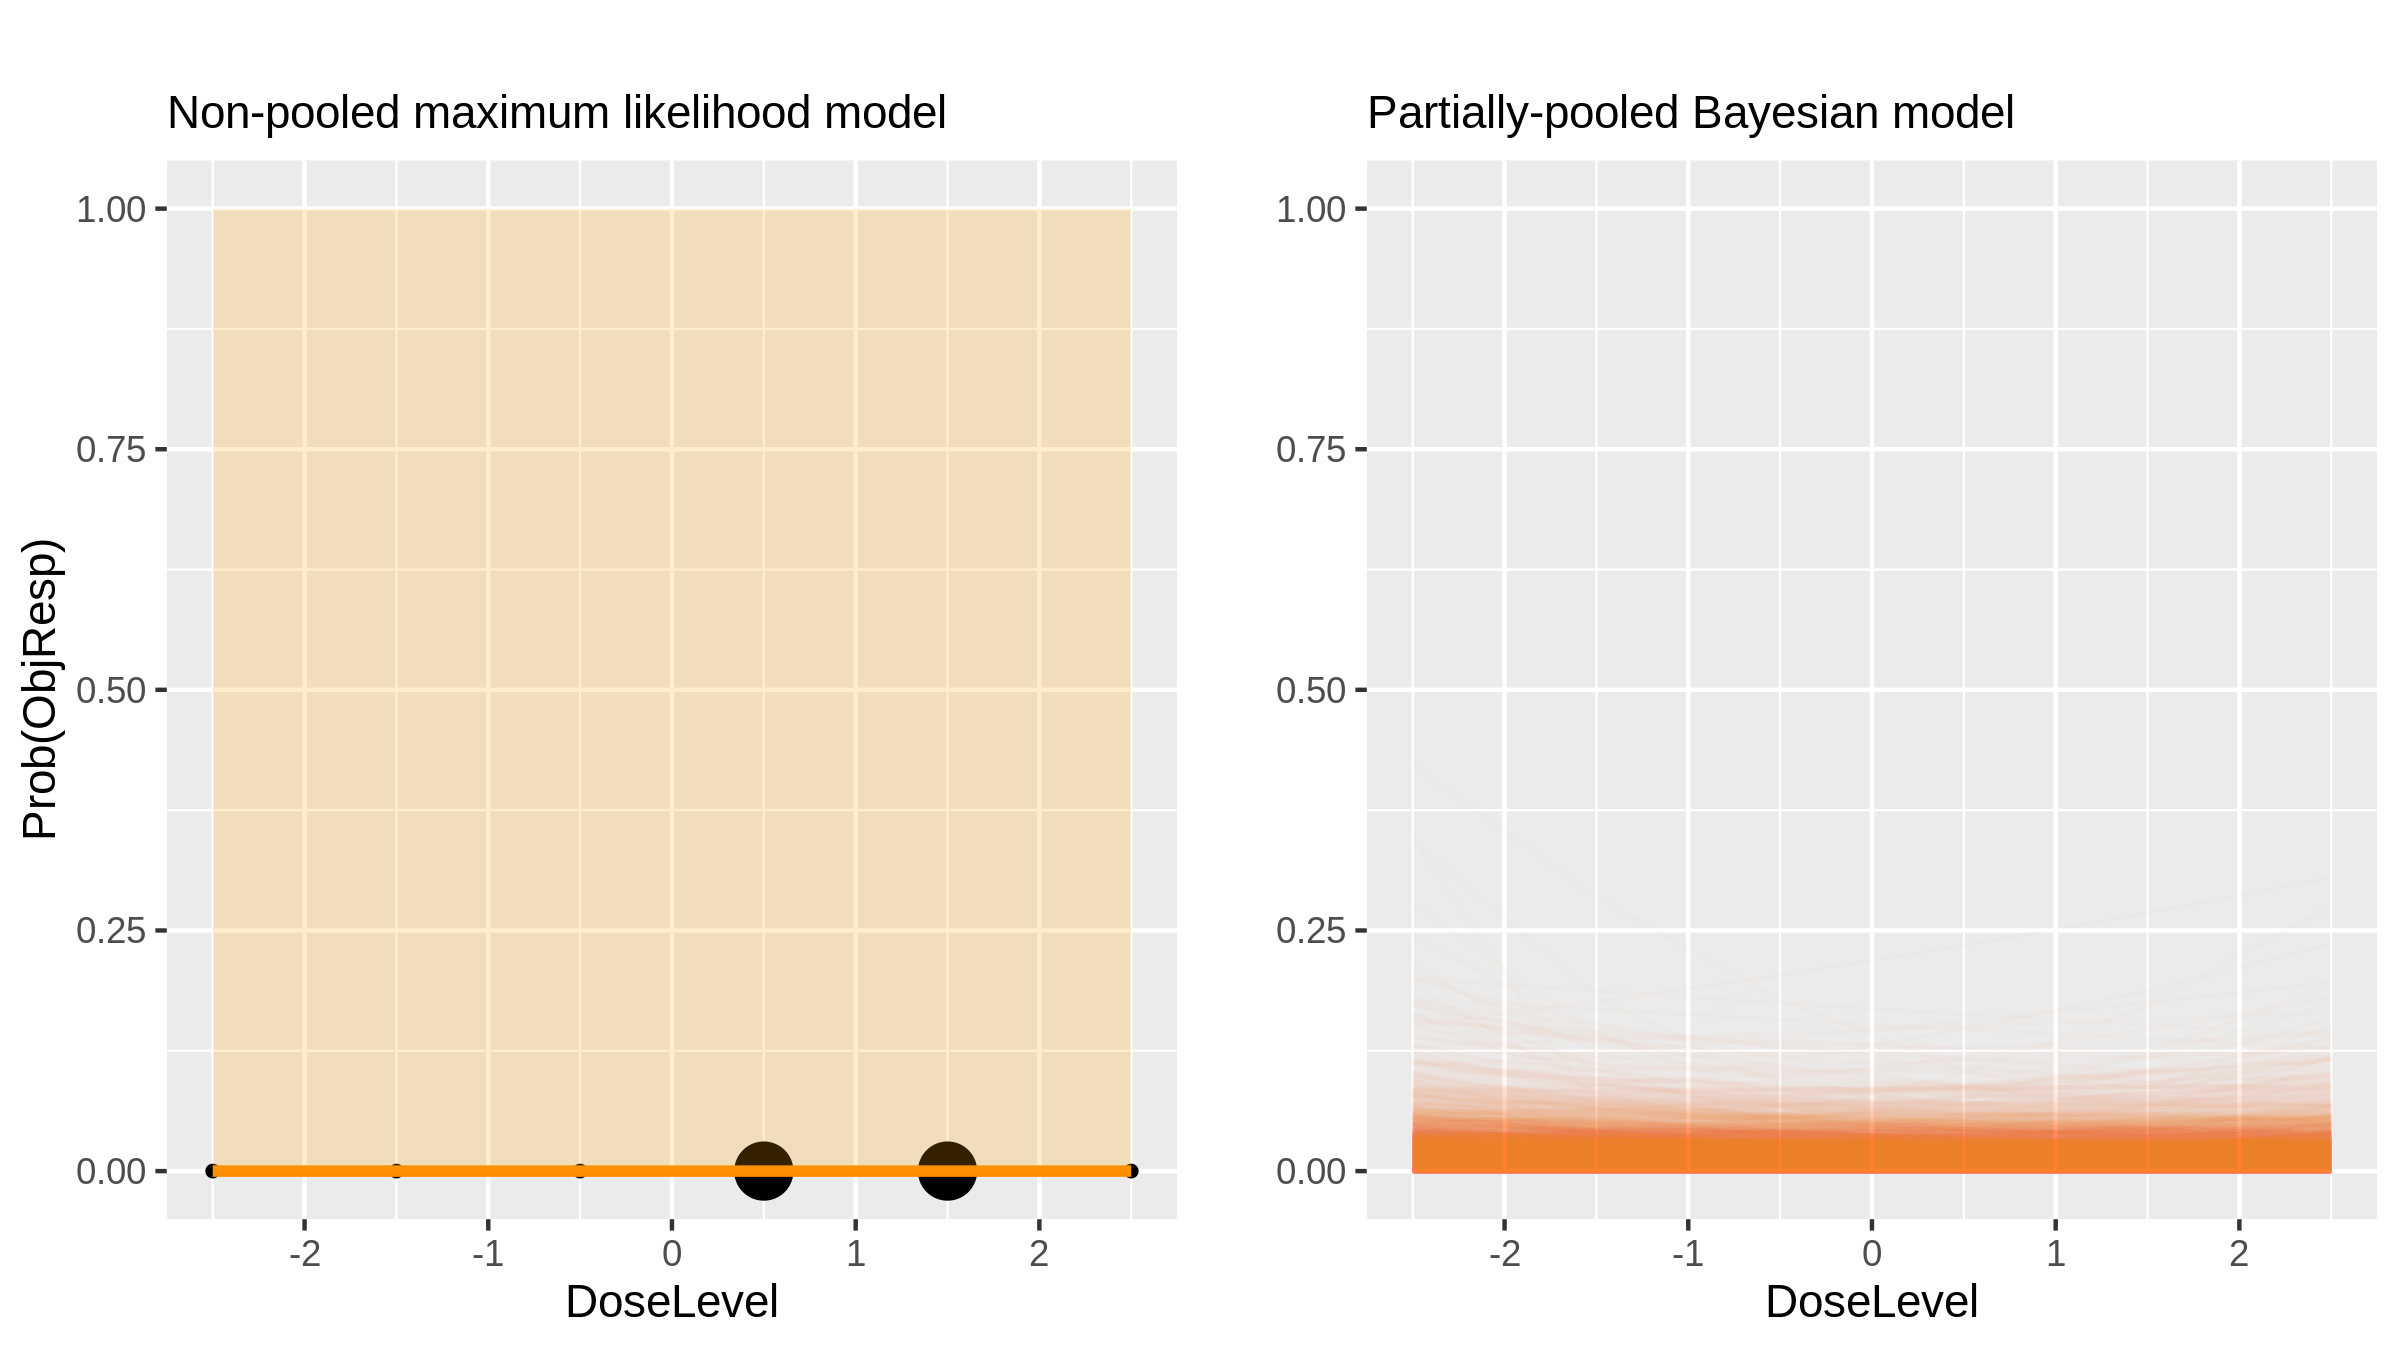 Non-pooled maximum likelihood model
Partially-pooled Bayesian model
Prob(ObjResp)
1.00
0.75
0.50
0.25
0.00
-2 -1 0 1 2
DoseLevel
1.00
0.75
0.50
0.25
0.00
-2 -1 0 1 2
DoseLevel